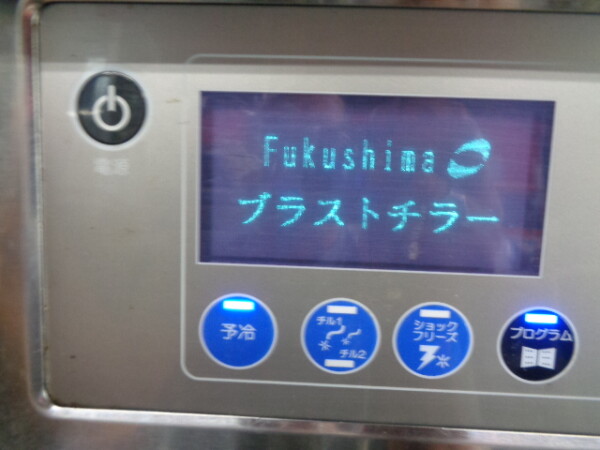 電源
Fukushima
ブラストチラー
予冷
チル1
チル2
ショック
フリーズ
プログラム